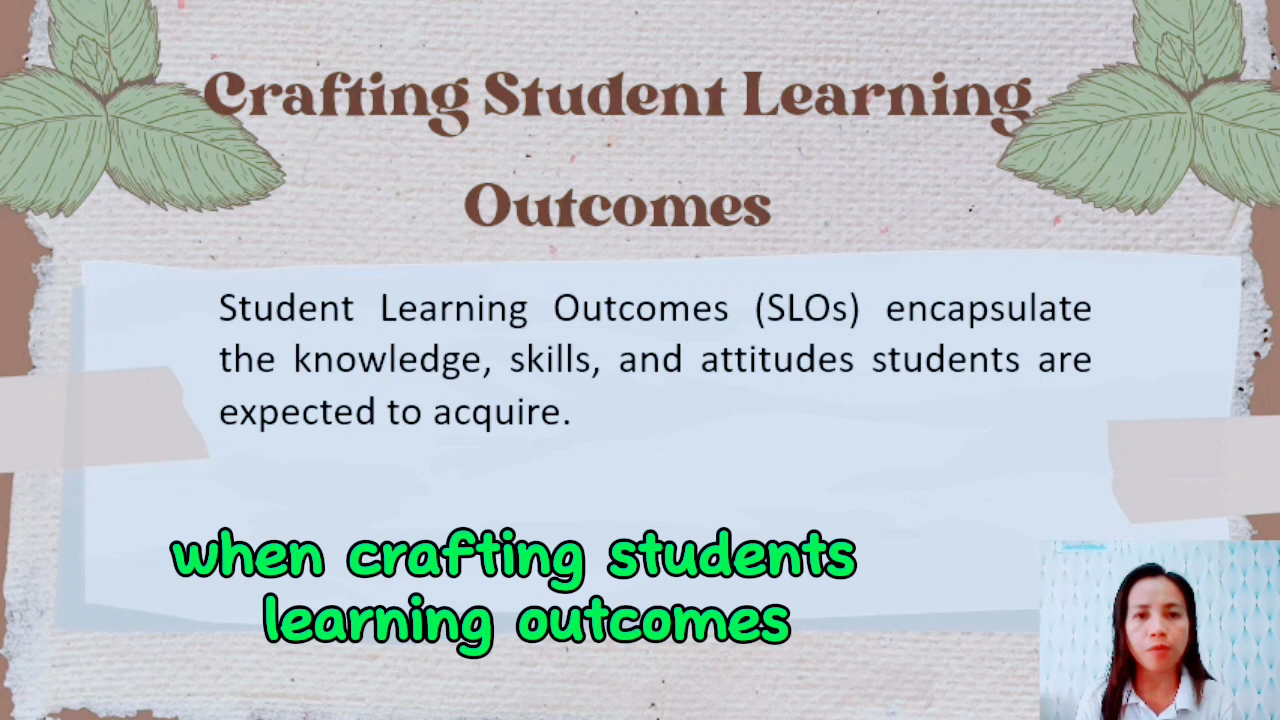 Crafting Student Learning
Outcomes
Student Learning Outcomes (SLOs) encapsulate
the knowledge, skills, and attitudes students are
expected to acquire.
when crafting students
learning outcomes